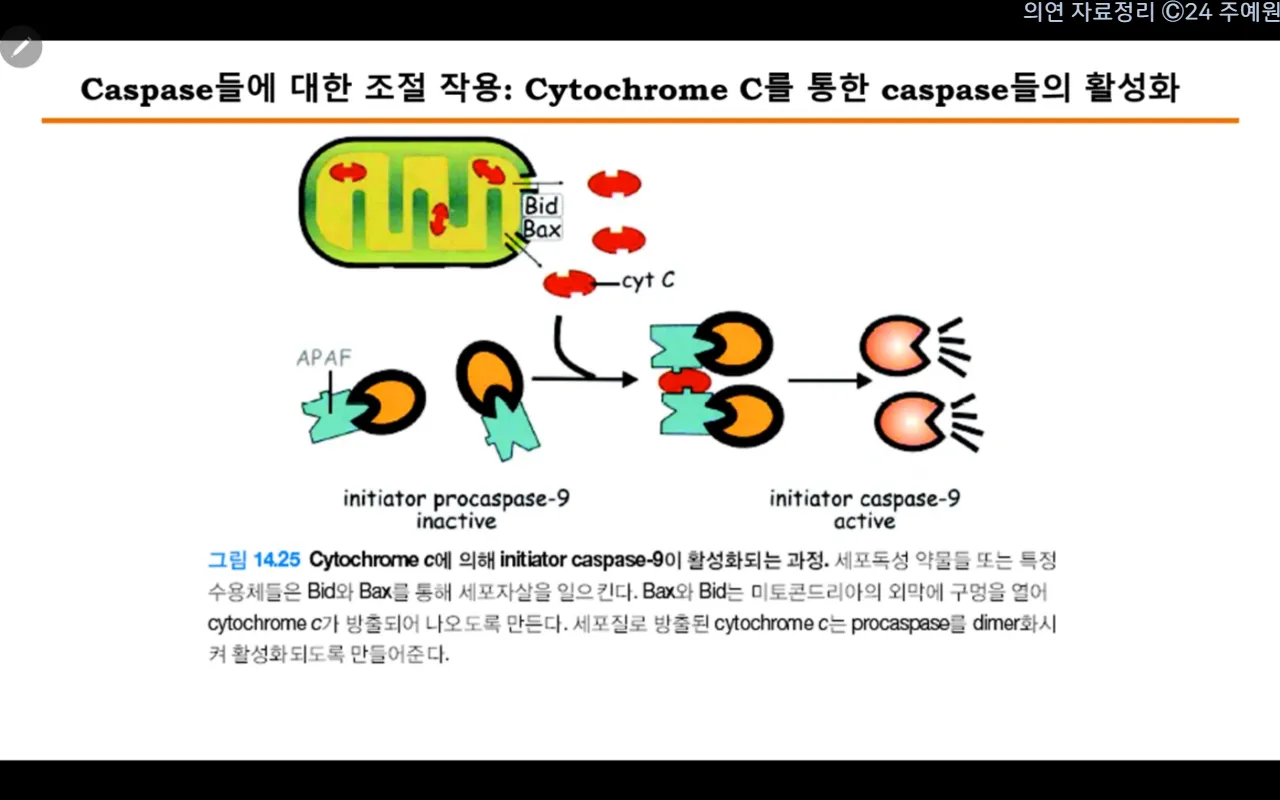 의연 자료정리 ©24 주예원
Caspase들에 대한 조절 작용: Cytochrome C를 통한 caspase들의 활성화
Bid
Bax
cyt C
APAF
initiator procaspase-9
inactive
initiator caspase-9
active
그림 14.25 Cytochrome c에 의해 initiator caspase-9이 활성화되는 과정. 세포독성 약물들 또는 특정
수용체들은 Bid와 Bax를 통해 세포자살을 일으킨다. Bax와 Bid는 미토콘드리아의 외막에 구멍을 열어
cytochrome c가 방출되어 나오도록 만든다. 세포질로 방출된 cytochrome c는 procaspase를 dimer화시
켜 활성화되도록 만들어준다.